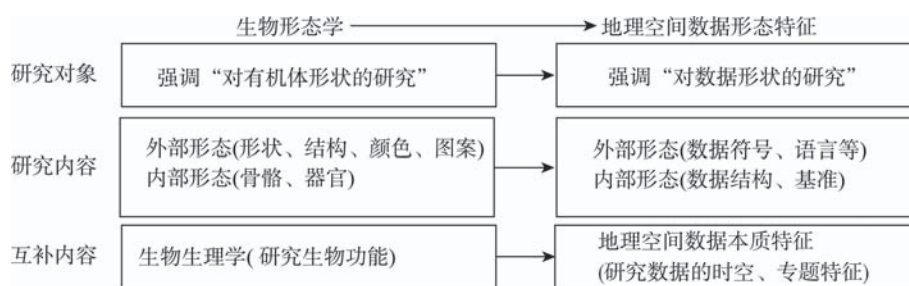 生物形态学 地理空间数据形态特征
研究对象 强调“对有机体形状的研究” 强调“对数据形状的研究”
研究内容
外部形态(形状、结构、颜色、图案)
内部形态(骨骼、器官)
外部形态(数据符号、语言等)
内部形态(数据结构、基准)
互补内容 生物生理学(研究生物功能)
地理空间数据本质特征
(研究数据的时空、专题特征)